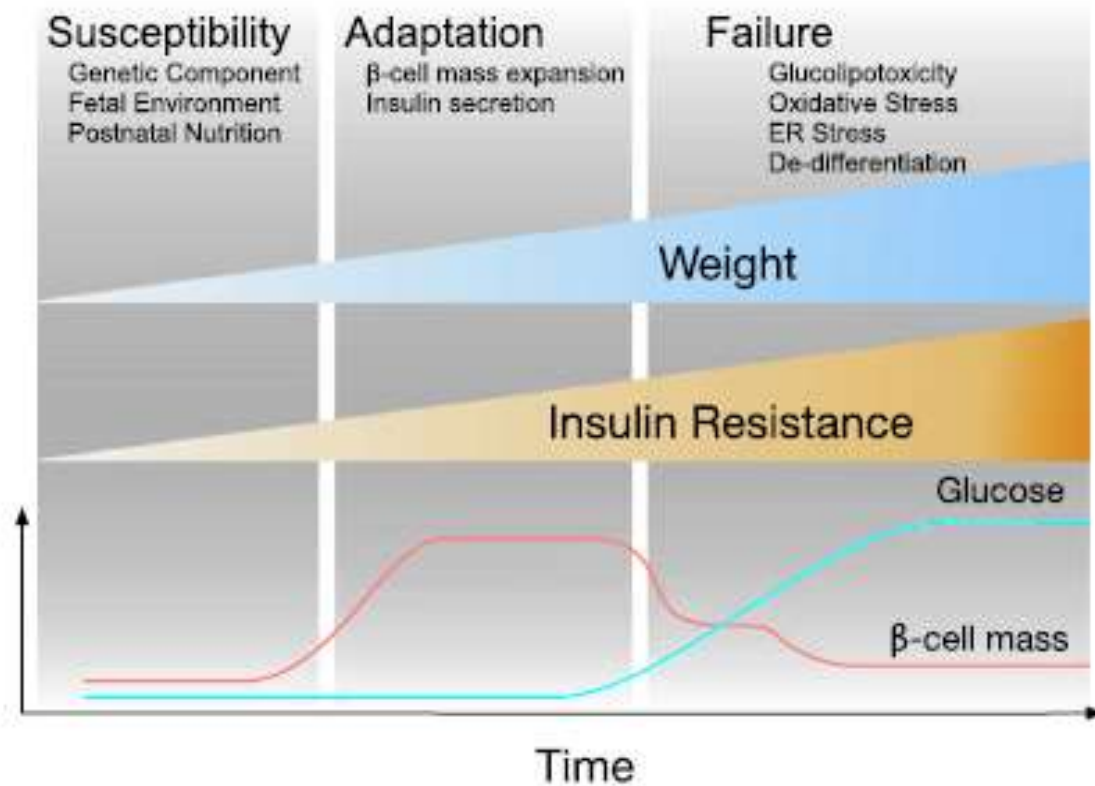 Susceptibility
Genetic Component
Fetal Environment
Postnatal Nutrition
Adaptation
β-cell mass expansion
Insulin secretion
Failure
Glucolipotoxicity
Oxidative Stress
ER Stress
De-differentiation
Weight
Insulin Resistance
Glucose
β-cell mass
Time